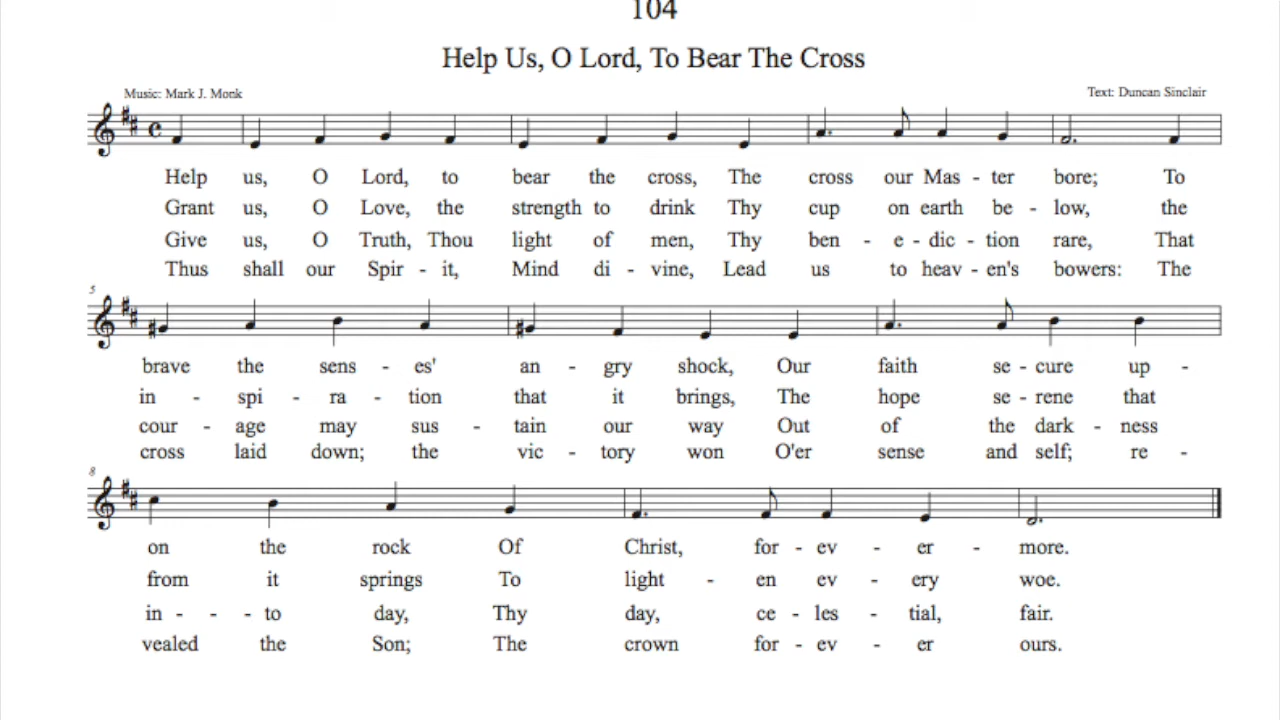 104
Help Us, O Lord, To Bear The Cross
Music: Mark J. Monk
Text: Duncan Sinclair
Help us, O Lord, to bear the cross, The cross our Mas - ter bore; To
Grant us, O Love, the strength to drink Thy cup on earth be - low, the
Give us, O Truth, Thou light of men, Thy ben - e - dic - tion rare, That
Thus shall our Spir - it, Mind di - vine, Lead us to heav - en's bowers: The
5
brave the sens - es' an - gry shock, Our faith se - cure up -
in - spi - ra - tion that it brings, The hope se - rene that
cour - age may sus - tain our way Out of the dark - ness
cross laid down; the vic - tory won O'er sense and self; re -
8
on the rock Of Christ, for - ev - er - more.
from it springs To light - en ev - ery woe.
in - - - to day, Thy day, ce - les - tial, fair.
vealed the Son; The crown for - ev - er ours.